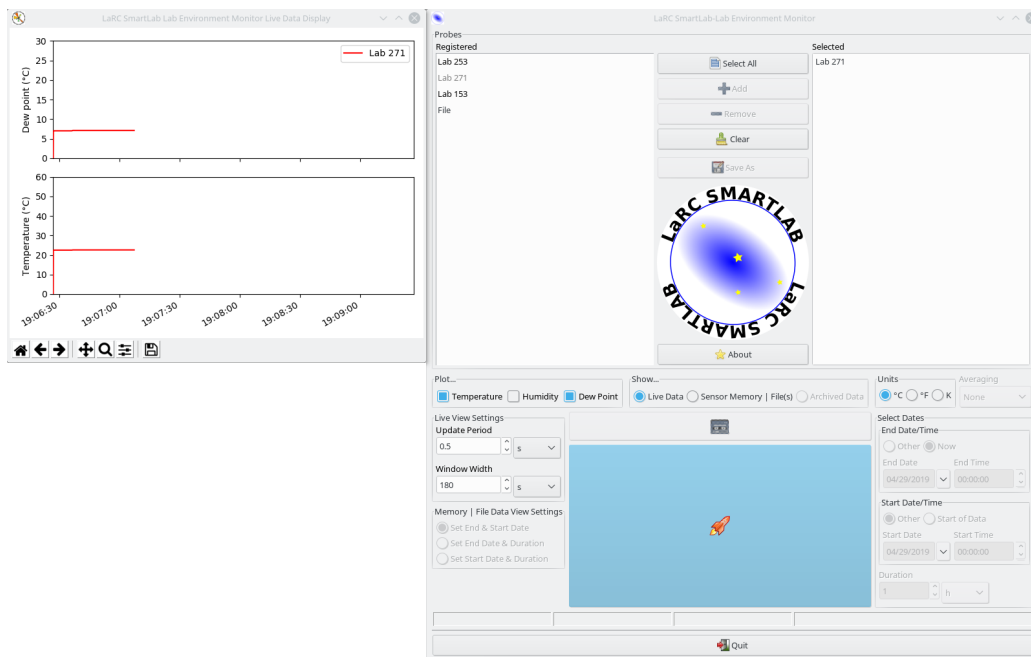 LaRC SmartLab Lab Environment Monitor Live Data Display
30
25
20
15
10
5
0
Dew point (°C)
Lab 271
60
50
40
30
20
10
0
Temperature (°C)
19:06:30
19:07:00
19:07:30
19:08:00
19:08:30
19:09:00
LaRC SmartLab-Lab Environment Monitor
Probes
Registered
Lab 253
Lab 271
Lab 153
File
Select All
Add
Remove
Clear
Save As
LaRC SMARTLAB
LaRC SMARTLAB
About
Selected
Lab 271
Plot...
Temperature Humidity Dew Point
Show...
Live Data Sensor Memory | File(s) Archived Data
Units
°C °F K
Averaging
None
Live View Settings
Update Period
0.5 s
Window Width
180 s
Memory | File Data View Settings
Set End & Start Date
Set End Date & Duration
Set Start Date & Duration
Select Dates
End Date/Time
Other Now
End Date End Time
04/29/2019 00:00:00
Start Date/Time
Other Start of Data
Start Date Start Time
04/29/2019 00:00:00
Duration
1 h
Quit